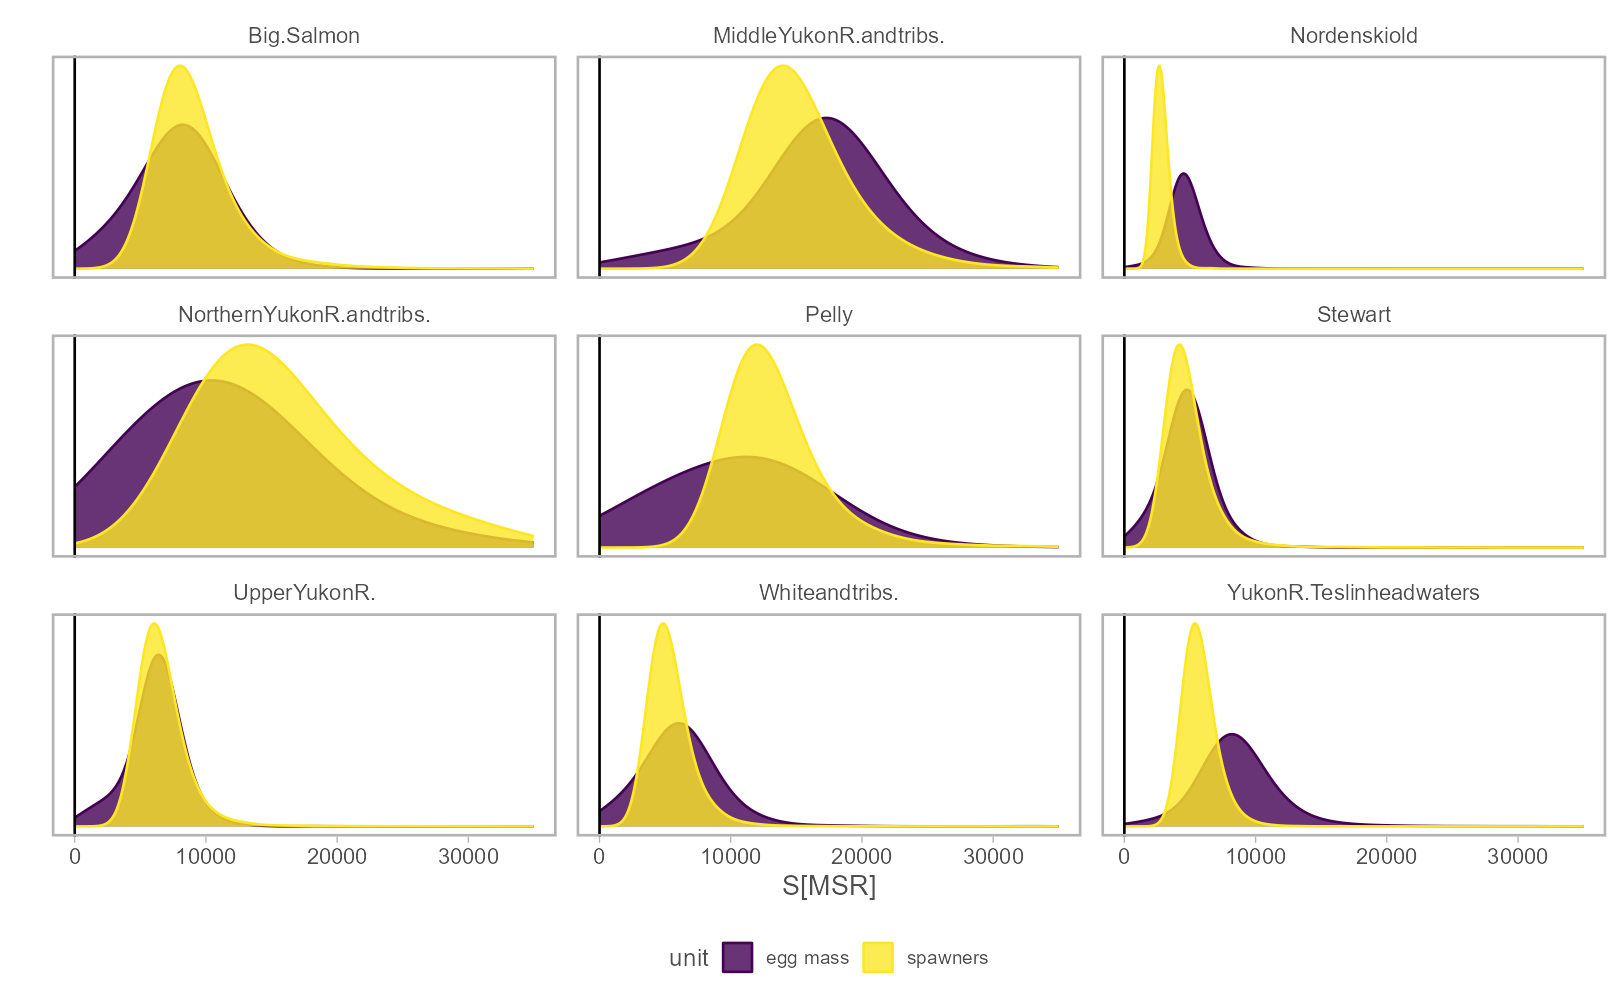 Big.Salmon
MiddleYukonR.andtribs.
Nordenskiold
NorthernYukonR.andtribs.
Pelly
Stewart
UpperYukonR.
Whiteandtribs.
YukonR.Teslinheadwaters
0 10000 20000 30000
0 10000 20000 30000
0 10000 20000 30000
S[MSR]
unit egg mass spawners